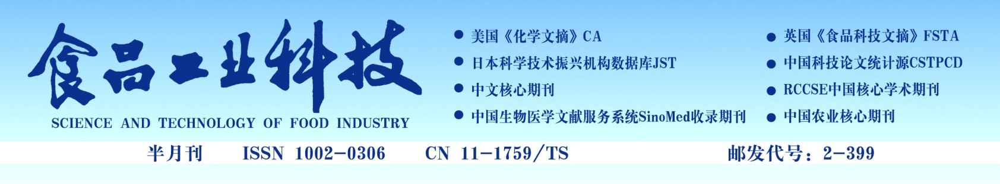 食品工业科技
SCIENCE AND TECHNOLOGY OF FOOD INDUSTRY
● 美国《化学文摘》CA
● 日本科学技术振兴机构数据库JST
● 中文核心期刊
● 中国生物医学文献服务系统SinoMed收录期刊
● 英国《食品科技文摘》FSTA
● 中国科技论文统计源CSTPCD
● RCCSE中国核心学术期刊
● 中国农业核心期刊
半月刊 ISSN 1002-0306 CN 11-1759/TS 邮发代号：2-399